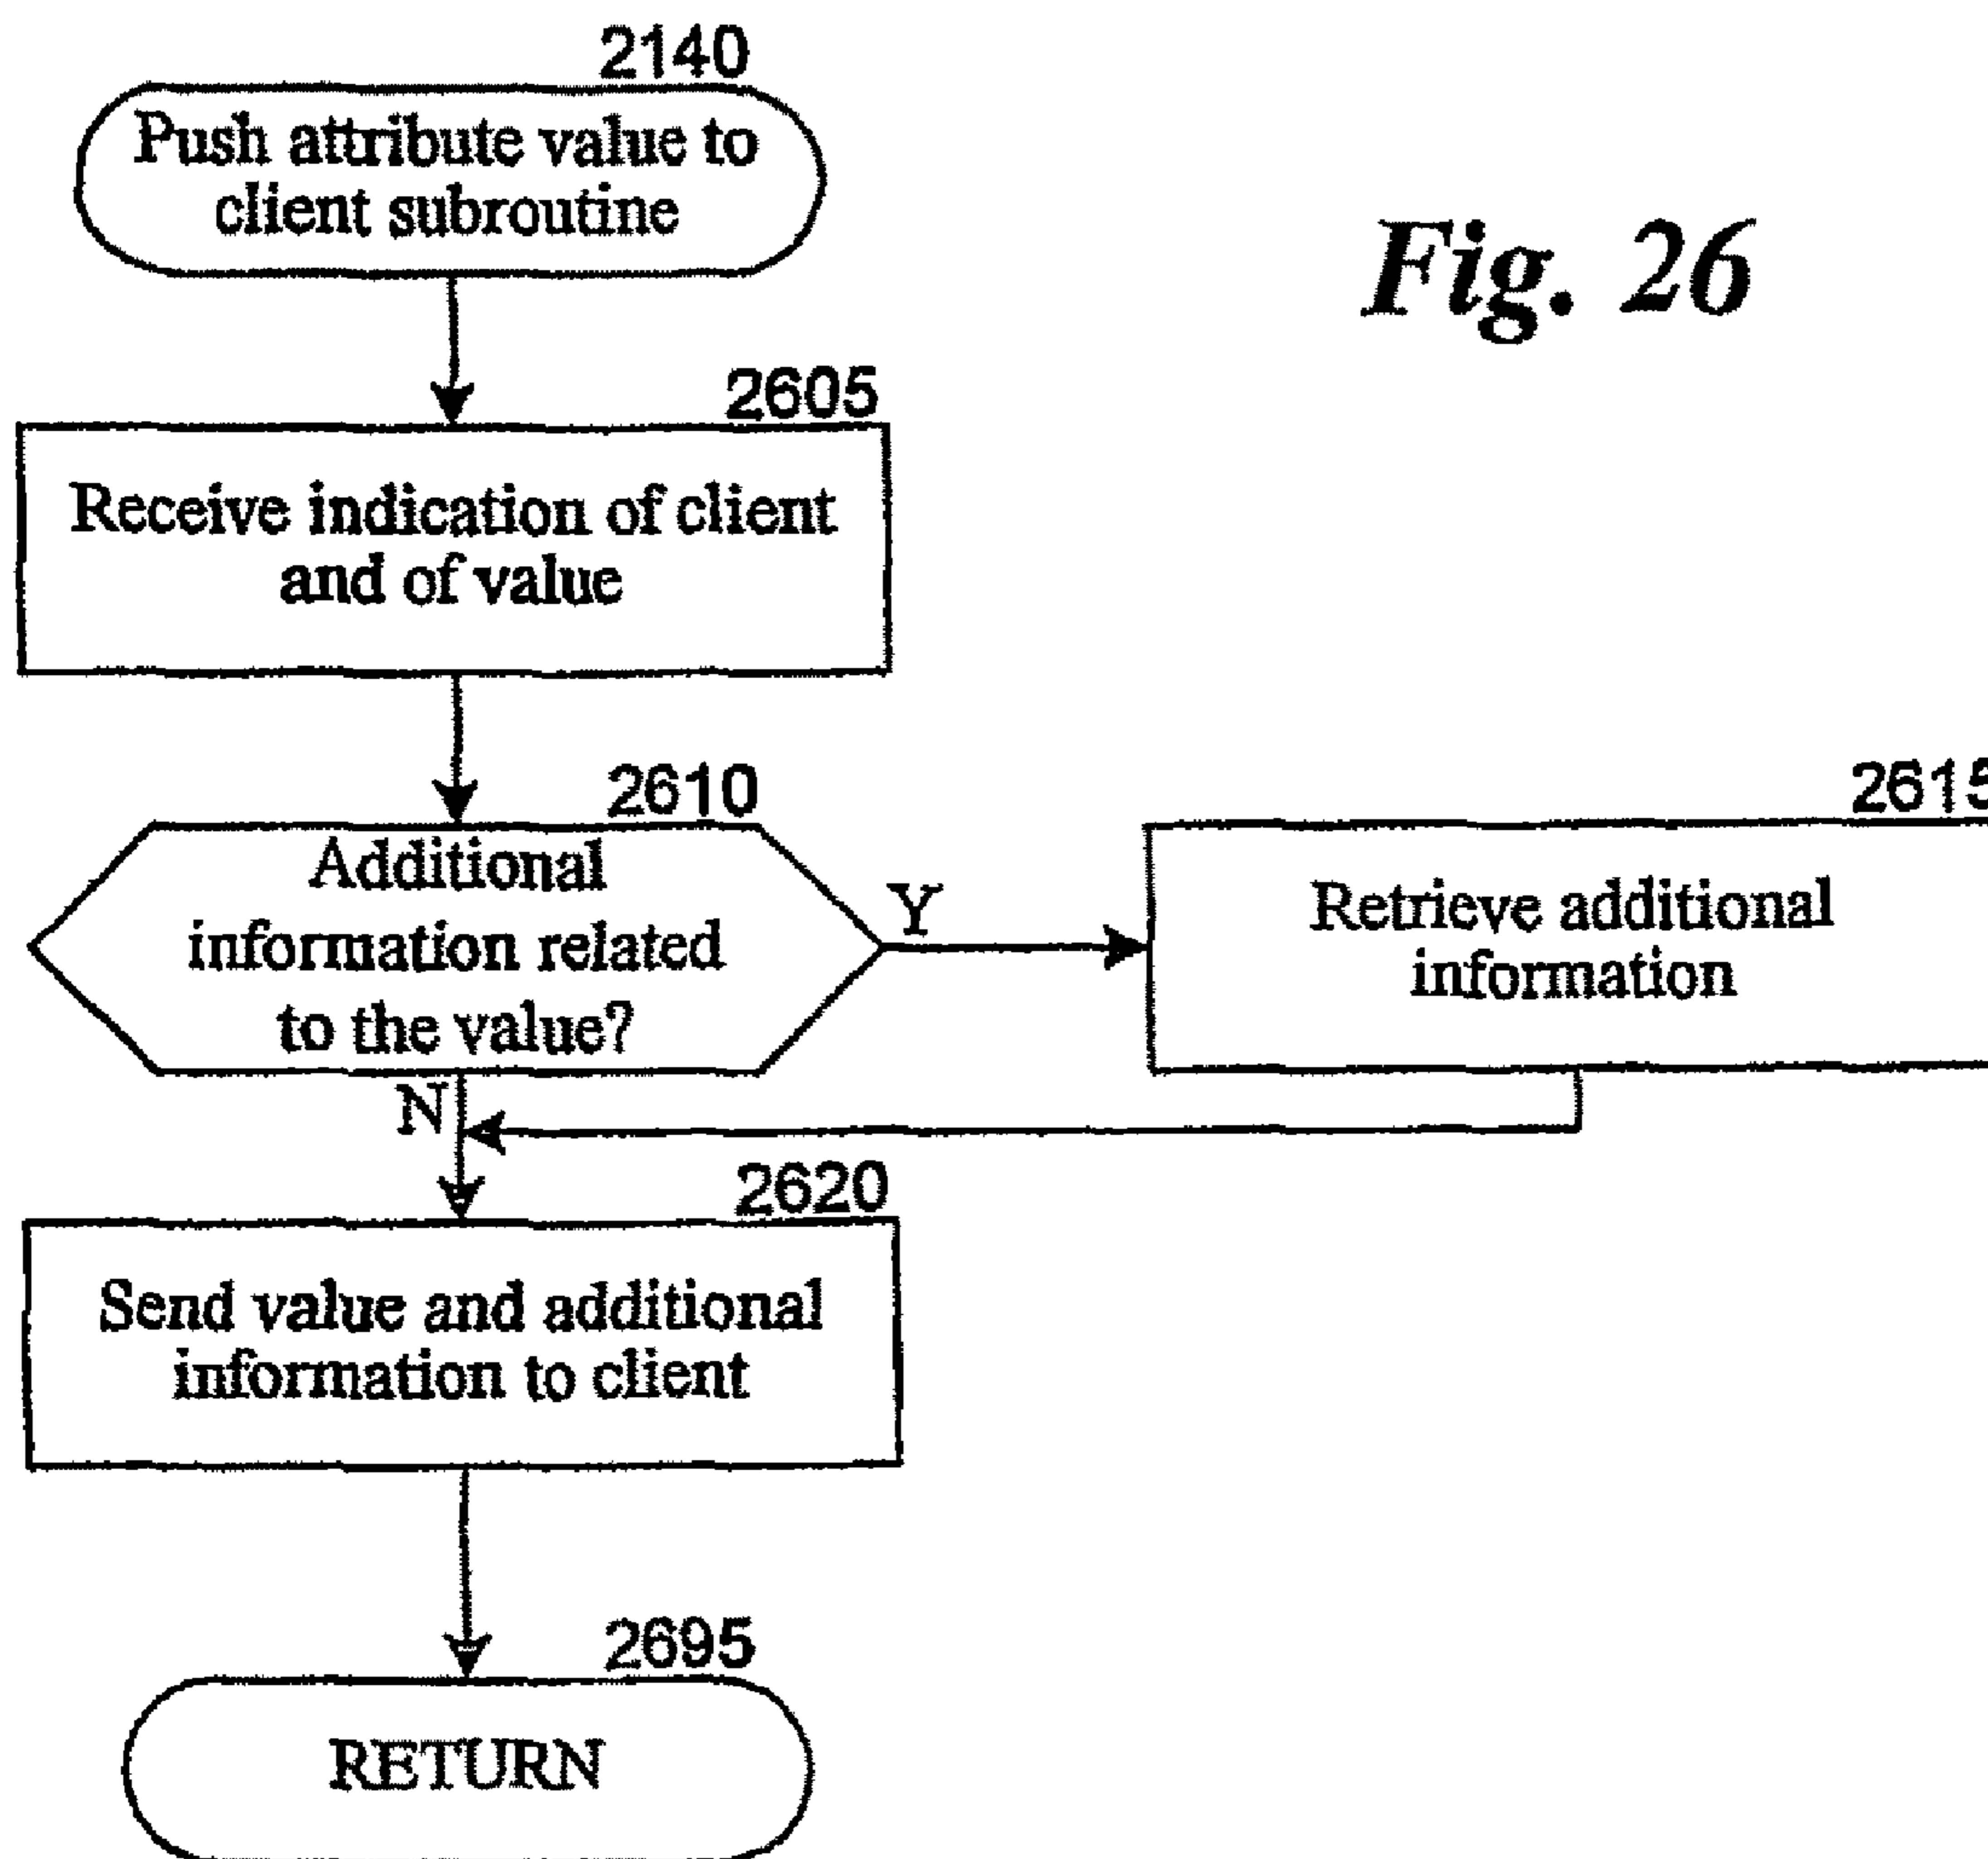 2140
Push attribute value to
client subroutine
Fig. 26
2605
Receive indication of client
and of value
2610
Additional
information related
to the value?
Y
2615
Retrieve additional
information
N
2620
Send value and additional
information to client
2695
RETURN